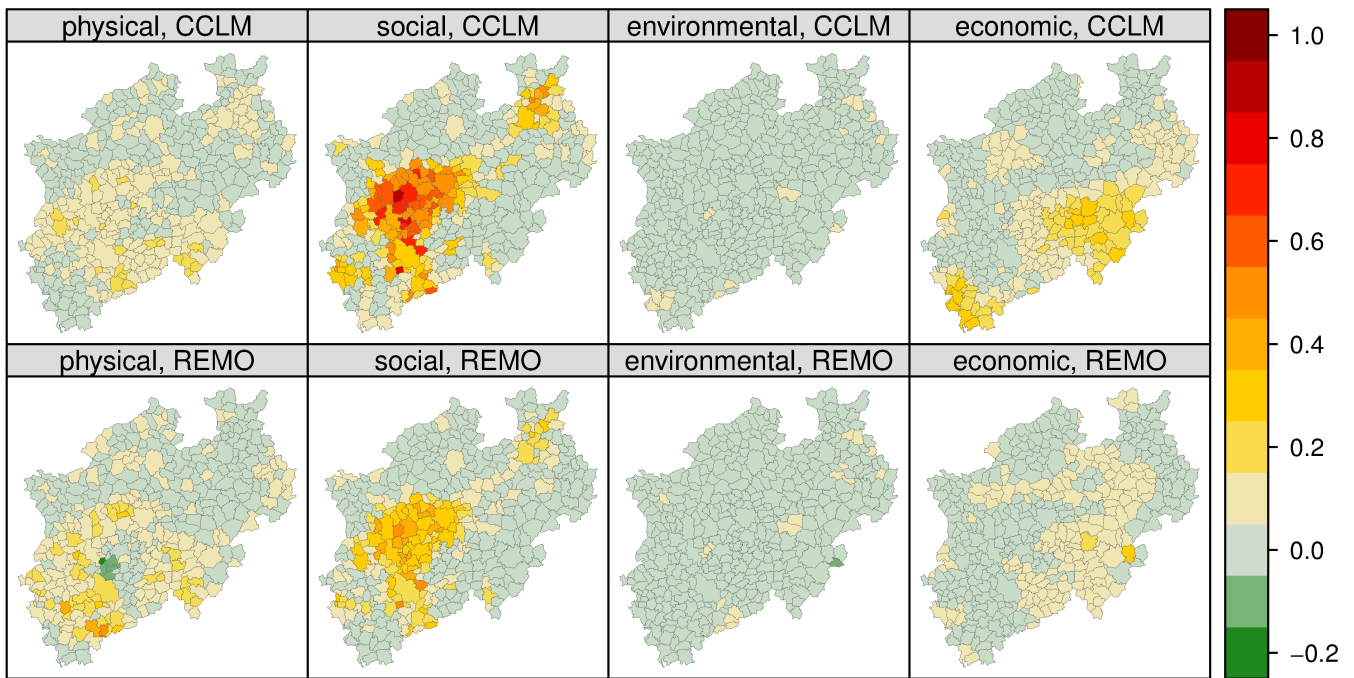 physical, CCLM
social, CCLM
environmental, CCLM
economic, CCLM
physical, REMO
social, REMO
environmental, REMO
economic, REMO
1.0
0.8
0.6
0.4
0.2
0.0
−0.2